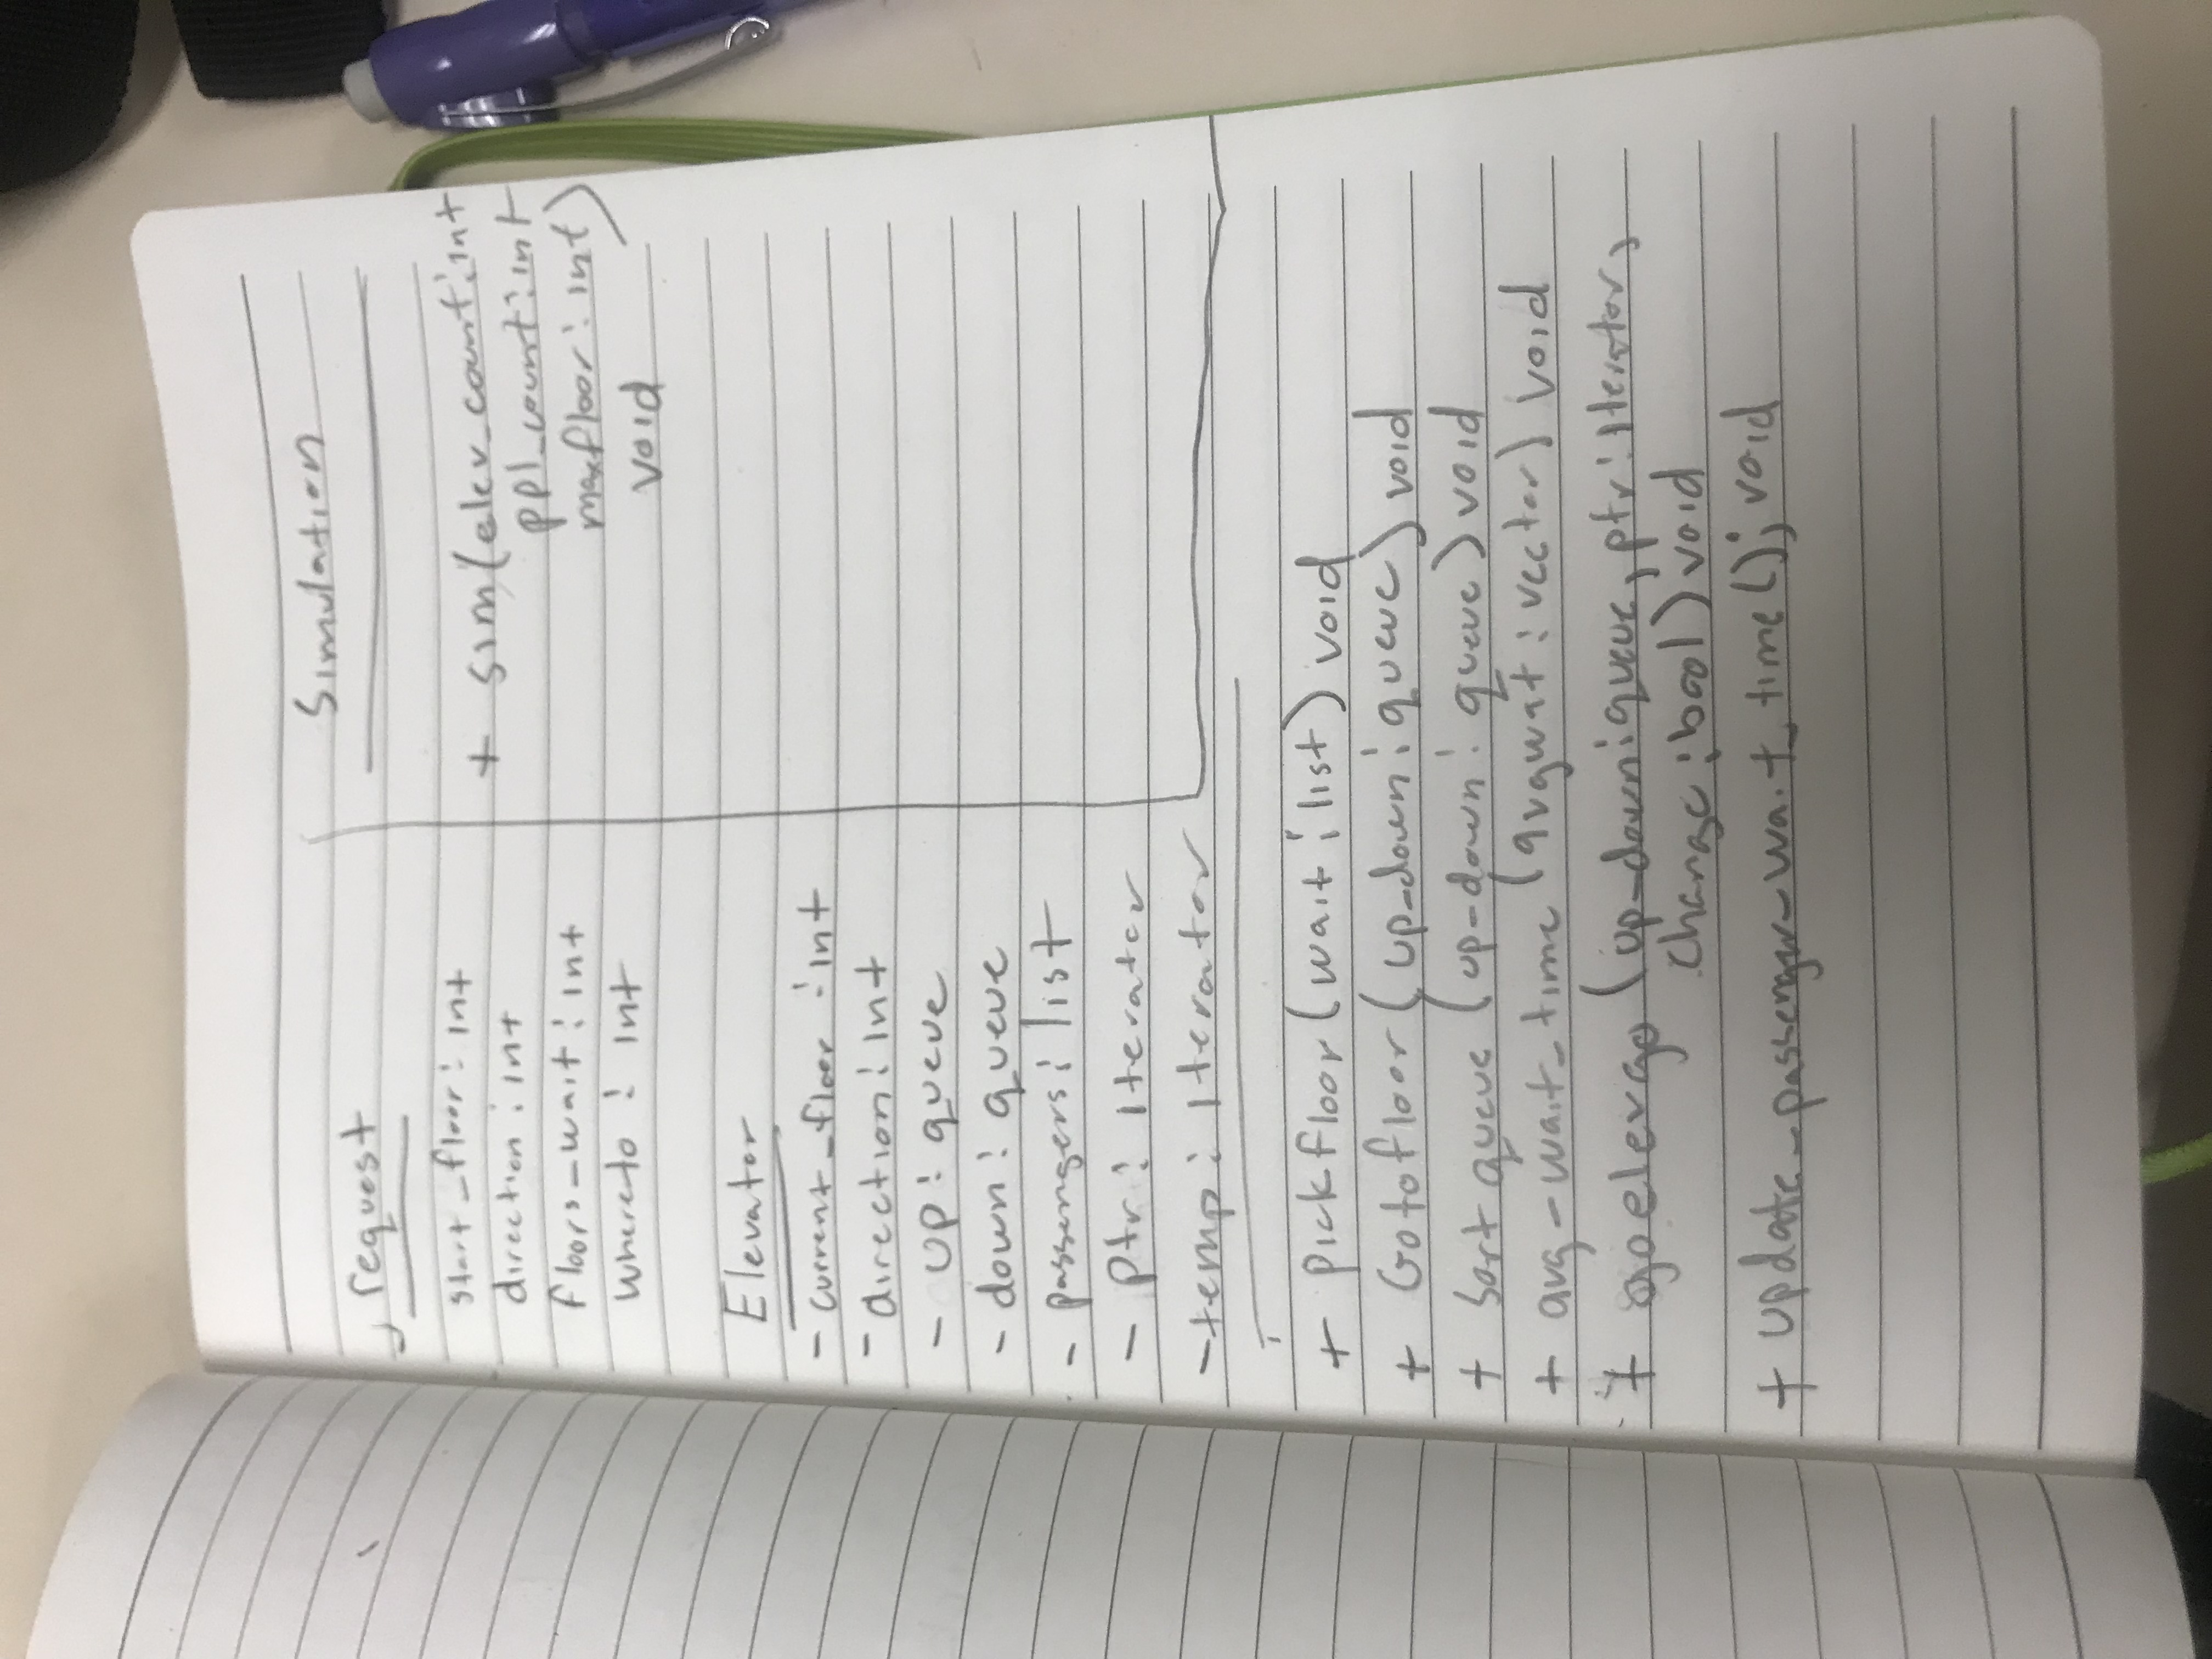 request
start_floor: int
direction: int
floors_wait: int
whereto: int
Elevator
- current_floor: int
- direction: int
- up: queue
- down: queue
- passengers: list
- ptr: Iterator
- temp: Iterator
Simulation
+ sim(elev_count: int
ppl_count: int
maxfloor: int)
void
+ pickfloor(wait: list) void
+ Gotofloor(up_down: queue) void
+ Sort queue (up-down: queue) void
+ avg_wait_time (avgwat: vector) void
+ goelevgo (up_down: queue, ptr: Iterator,
change: bool) void
+ update_passenger_wait_time(); void